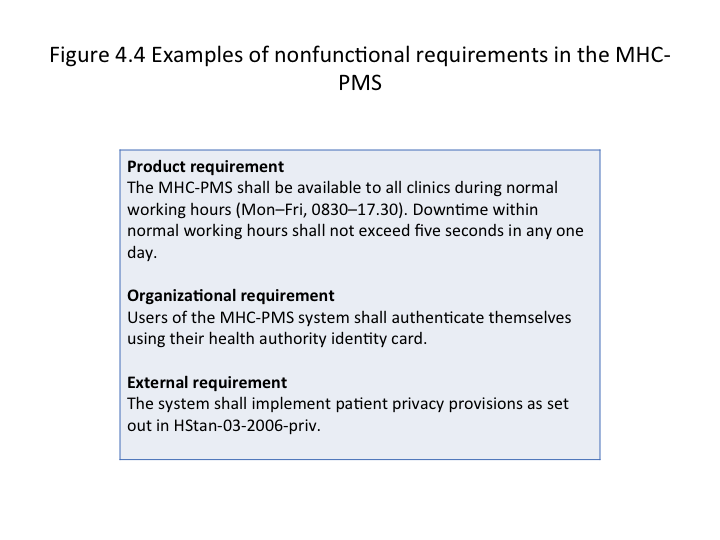 Figure 4.4 Examples of nonfunctional requirements in the MHC-
PMS
Product requirement
The MHC-PMS shall be available to all clinics during normal
working hours (Mon–Fri, 0830–17.30). Downtime within
normal working hours shall not exceed five seconds in any one
day.
Organizational requirement
Users of the MHC-PMS system shall authenticate themselves
using their health authority identity card.
External requirement
The system shall implement patient privacy provisions as set
out in HStan-03-2006-priv.